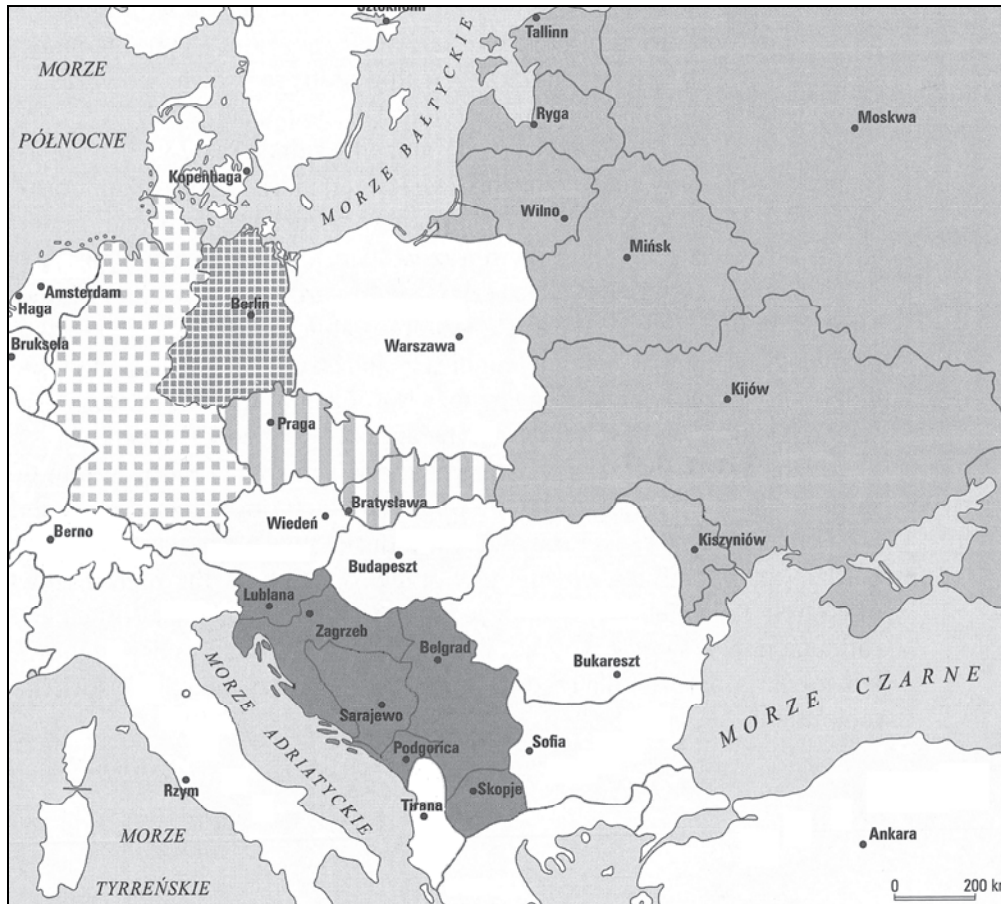 Sztokholm
Tallinn
MORZE
PÓŁNOCNE
MORZE BAŁTYCKIE
Ryga
Moskwa
Kopenhaga
Wilno
Mińsk
Amsterdam
Haga
Berlin
Bruksela
Warszawa
Kijów
Praga
Bratysława
Wiedeń
Berno
Kiszyniów
Budapeszt
Lublana
Zagrzeb
Belgrad
Bukareszt
MORZE CZARNE
MORZE ADRIATYCKIE
Sarajewo
Sofia
Podgorica
Skopje
Rzym
Tirana
MORZE
TYRREŃSKIE
Ankara
0 200 km